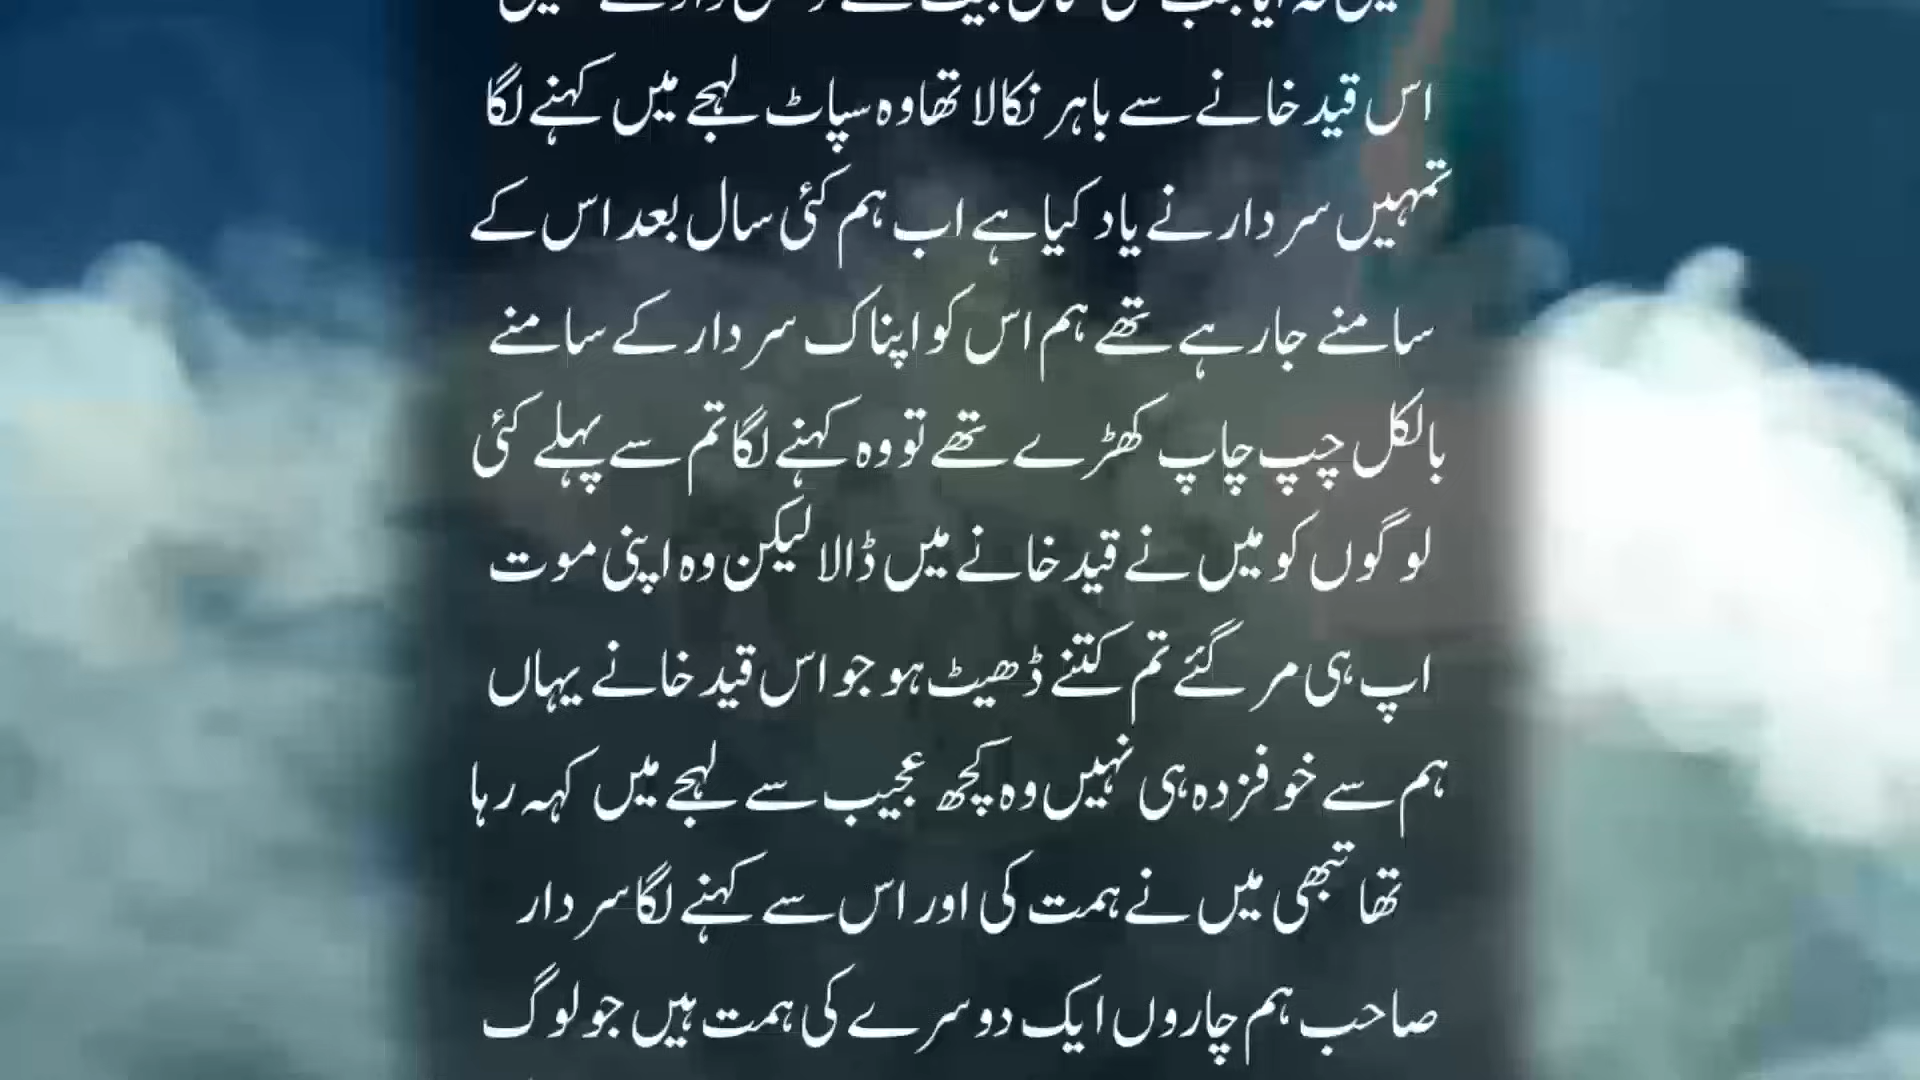 اس قید خانے سے باہر نکالا تھا وہ سپاٹ لہجے میں کہنے لگا
تمہیں سردار نے یاد کیا ہے اب ہم کئی سال بعد اس کے
سامنے جا رہے تھے ہم اس کو اپناک سردار کے سامنے
بالکل چپ چاپ کھڑے تھے تو وہ کہنے لگا تم سے پہلے کئی
لوگوں کو میں نے قید خانے میں ڈالا لیکن وہ اپنی موت
اپ ہی مر گئے تم کتنے ڈھیٹ ہو جو اس قید خانے یہاں
ہم سے خوفزدہ ہی نہیں وہ کچھ عجیب سے لہجے میں کہہ رہا
تھا تبھی میں نے ہمت کی اور اس سے کہنے لگا سردار
صاحب ہم چاروں ایک دوسرے کی ہمت ہیں جو لوگ